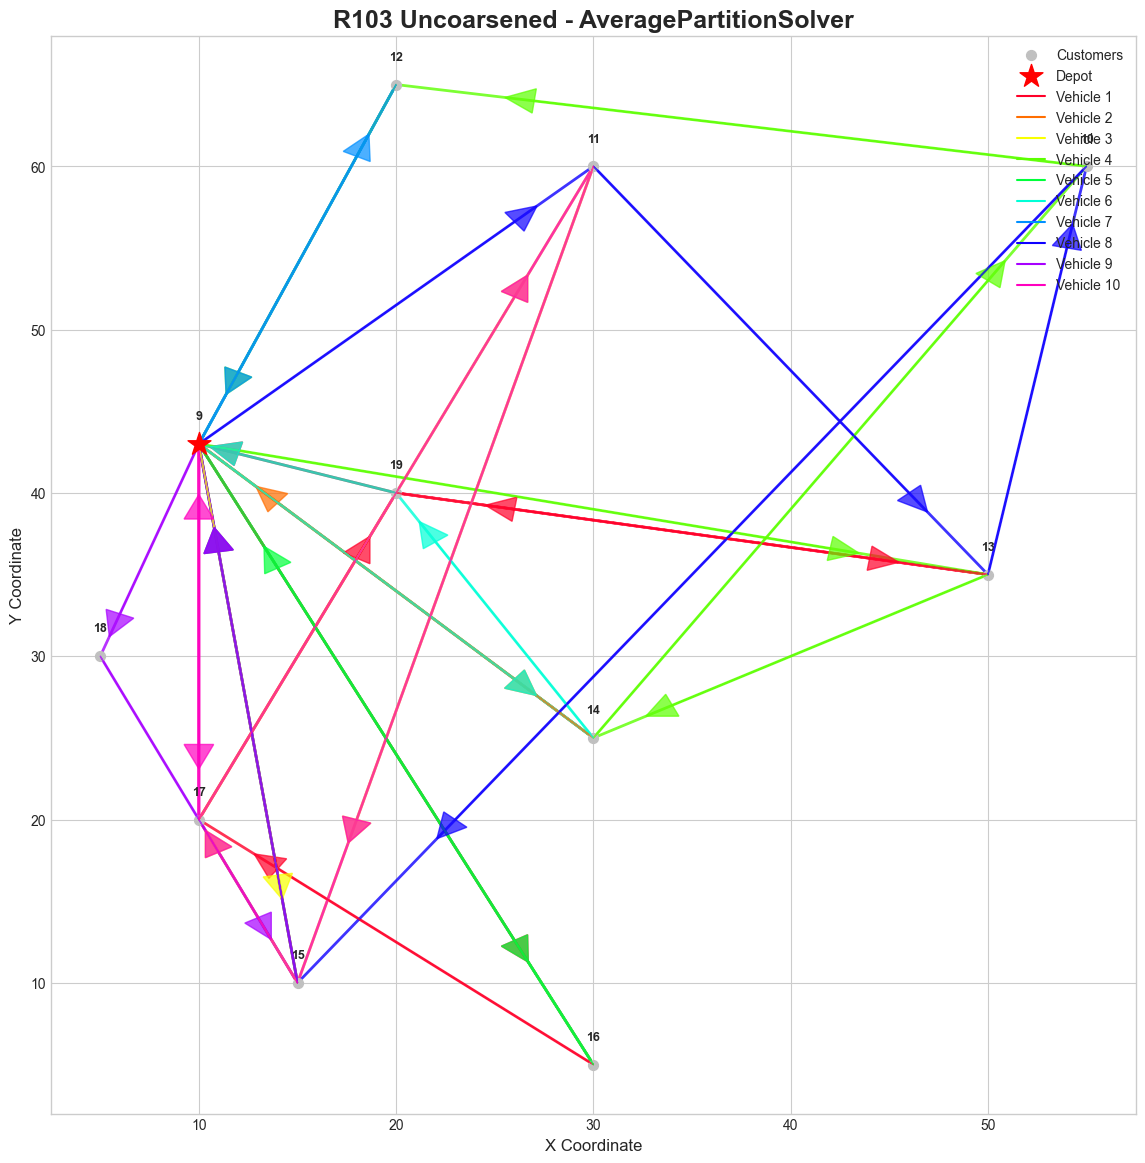 R103 Uncoarsened - AveragePartitionSolver
Customers
Depot
Vehicle 1
Vehicle 2
Vehicle 3
Vehicle 4
Vehicle 5
Vehicle 6
Vehicle 7
Vehicle 8
Vehicle 9
Vehicle 10
12
11
10
9
19
13
18
14
17
15
16
60
50
40
30
20
10
Y Coordinate
10
20
30
40
50
X Coordinate